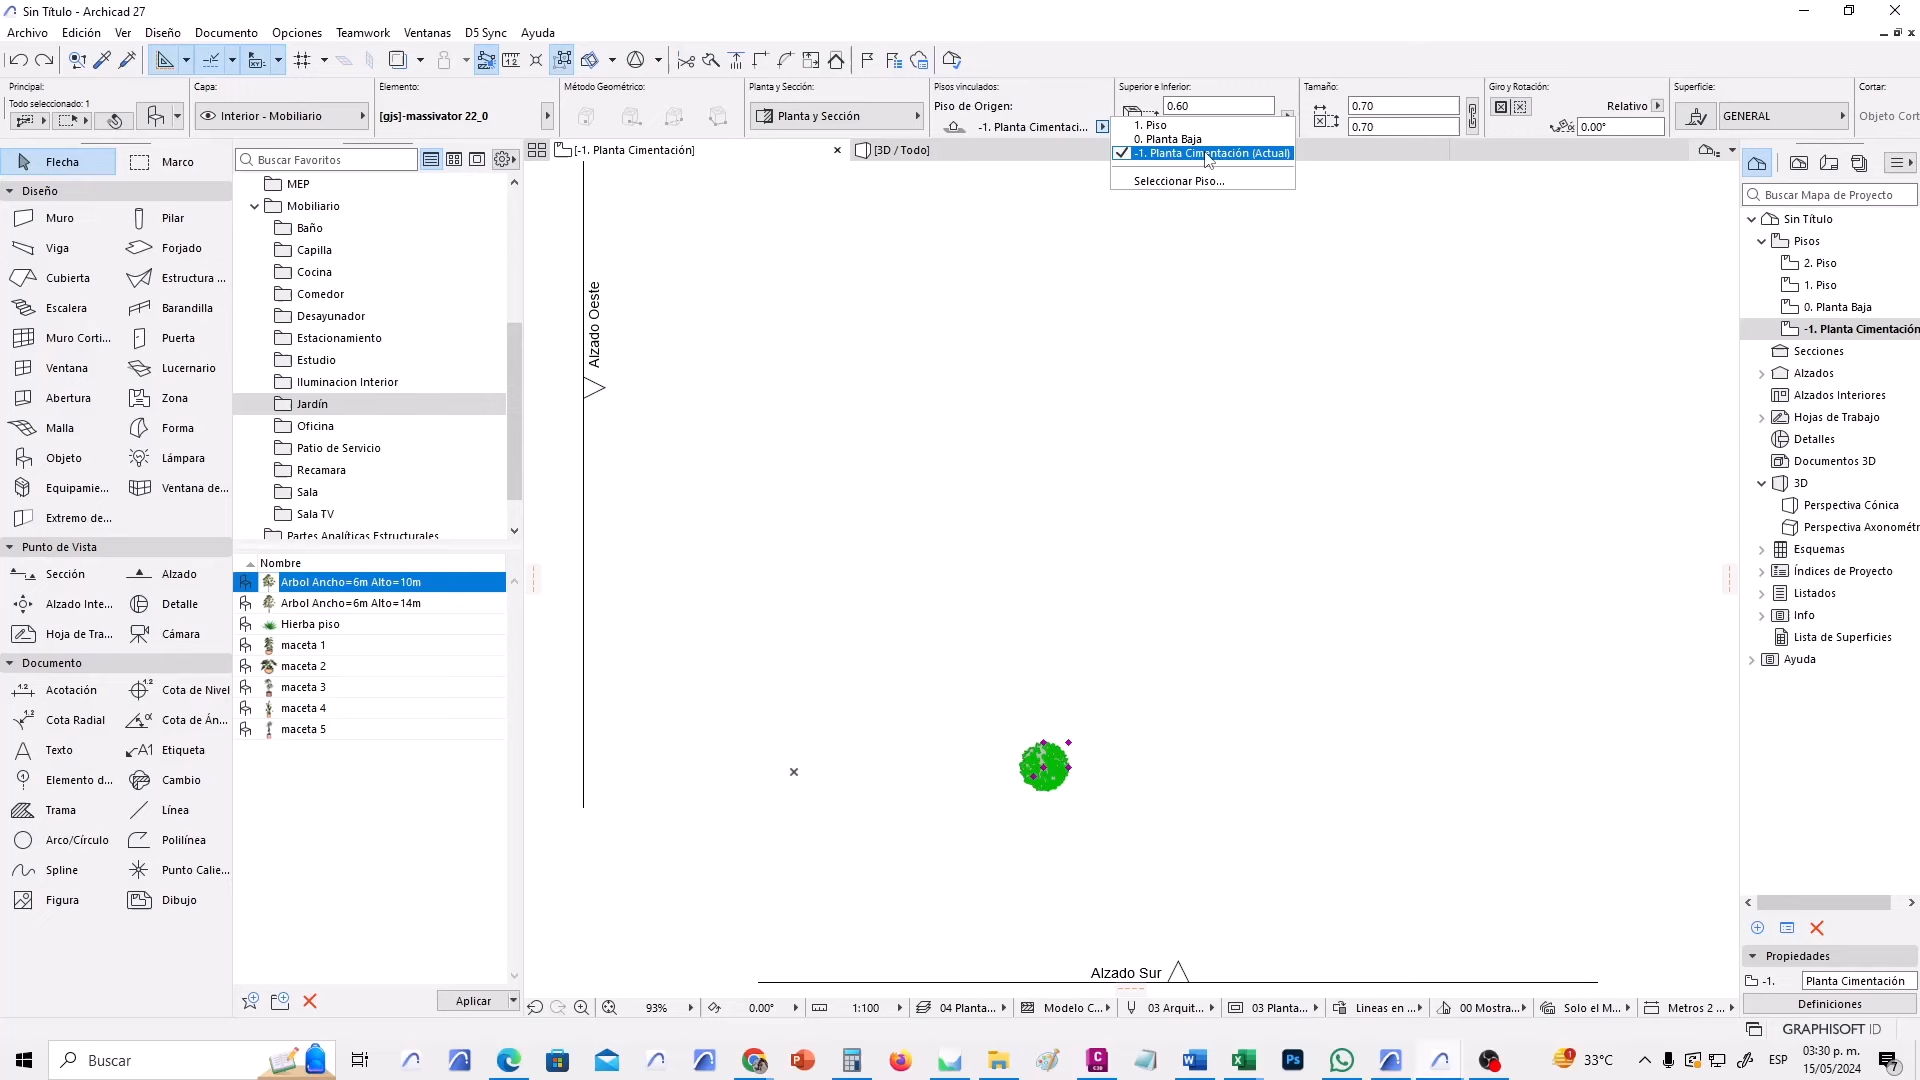 Sin Título - Archicad 27
Archivo Edición Ver Diseño Documento Opciones Teamwork Ventanas D5 Sync Ayuda
Principal: Capa: Elemento: Método Geométrico: Planta y Sección: Pisos vinculados: Superior e Inferior: Tamaño: Giro y Rotación: Superficie: Cortar:
Todo seleccionado: 1
Interior - Mobiliario
[gjs]-massivator 22_0
Planta y Sección
Piso de Origen:
-1. Planta Cimentaci...
0.60
0.70
0.70
Relativo
0.00°
GENERAL
Objeto Cort
1. Piso
0. Planta Baja
-1. Planta Cimentación (Actual)
Seleccionar Piso...
Flecha Marco
Diseño
Muro Pilar
Viga Forjado
Cubierta Estructura ...
Escalera Barandilla
Muro Corti... Puerta
Ventana Lucernario
Abertura Zona
Malla Forma
Objeto Lámpara
Equipamie... Ventana de...
Extremo de...
Punto de Vista
Sección Alzado
Alzado Inte... Detalle
Hoja de Tra... Cámara
Documento
Acotación Cota de Nivel
Cota Radial Cota de Án...
Texto Etiqueta
Elemento d... Cambio
Trama Línea
Arco/Círculo Polilínea
Spline Punto Calie...
Figura Dibujo
Buscar Favoritos
MEP
Mobiliario
Baño
Capilla
Cocina
Comedor
Desayunador
Estacionamiento
Estudio
Iluminacion Interior
Jardín
Oficina
Patio de Servicio
Recamara
Sala
Sala TV
Partes Analíticas Estructurales
Nombre
Arbol Ancho=6m Alto=10m
Arbol Ancho=6m Alto=14m
Hierba piso
maceta 1
maceta 2
maceta 3
maceta 4
maceta 5
Aplicar
[-1. Planta Cimentación]
[3D / Todo]
Alzado Oeste
Alzado Sur
93% 0.00° 1:100 04 Planta... Modelo C... 03 Arquit... 03 Planta... Lineas en... 00 Mostra... Solo el M... Metros 2 ...
Buscar Mapa de Proyecto
Sin Título
Pisos
2. Piso
1. Piso
0. Planta Baja
-1. Planta Cimentación
Secciones
Alzados
Alzados Interiores
Hojas de Trabajo
Detalles
Documentos 3D
3D
Perspectiva Cónica
Perspectiva Axonométr
Esquemas
Índices de Proyecto
Listados
Info
Lista de Superficies
Ayuda
Propiedades
-1. Planta Cimentación
Definiciones
GRAPHISOFT ID
Buscar
33°C
ESP
03:30 p. m.
15/05/2024
7